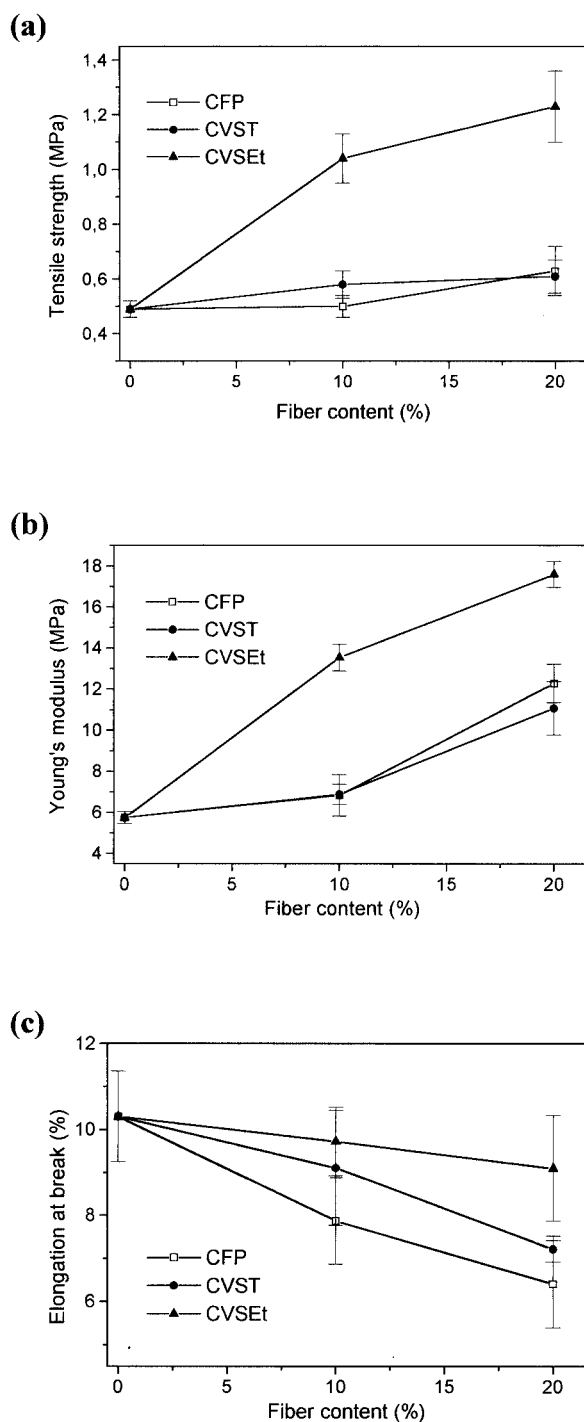 (a)
1,4
1,2
1,0
0,8
0,6
0,4
Tensile strength (MPa)
CFP
CVST
CVSEt
0
5
10
15
20
Fiber content (%)
(b)
18
16
14
12
10
8
6
4
Young's modulus (MPa)
CFP
CVST
CVSEt
0
5
10
15
20
Fiber content (%)
(c)
12
10
8
6
Elongation at break (%)
CFP
CVST
CVSEt
0
5
10
15
20
Fiber content (%)